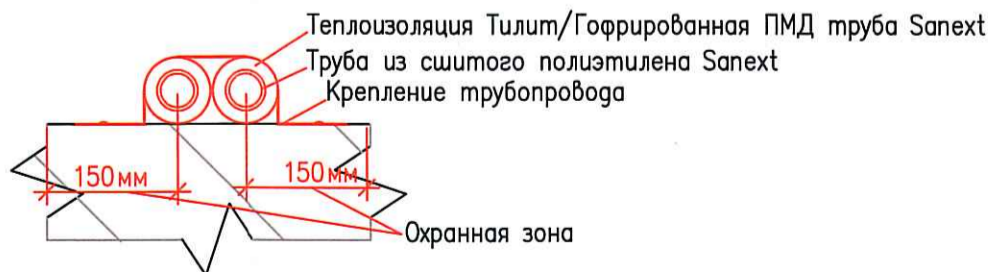 Теплоизоляция Тилит/Гофрированная ПМД труба Sanext
Труба из сшитого полиэтилена Sanext
Крепление трубопровода
150мм
150мм
Охранная зона